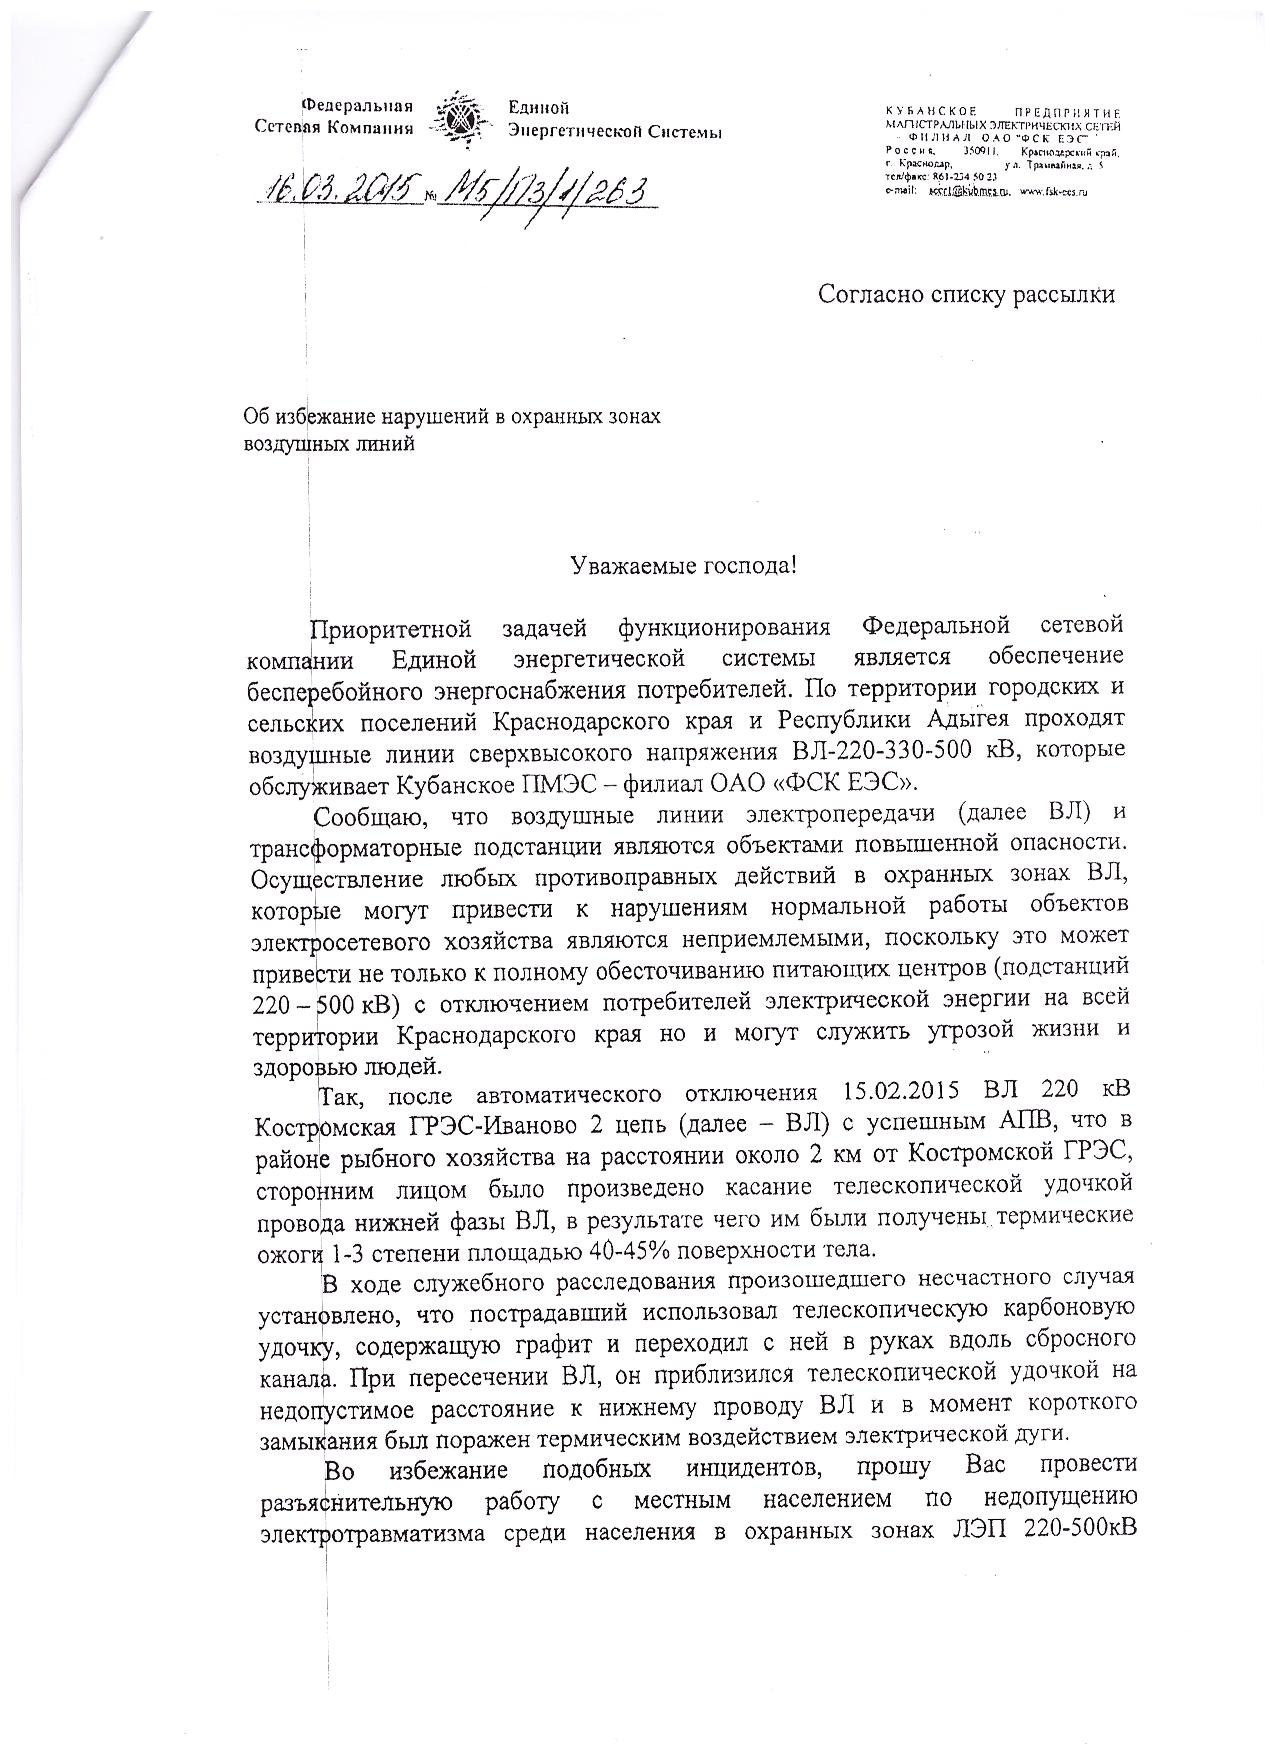 Федеральная
Сетевая Компания
Единой
Энергетической Системы
КУБАНСКОЕ ПРЕДПРИЯТИЕ
МАГИСТРАЛЬНЫХ ЭЛЕКТРИЧЕСКИХ СЕТЕЙ
ФИЛИАЛ ОАО "ФСК ЕЭС"
Россия, 350911, Краснодарский край,
г. Краснодар, ул. Трамвайная, д. 5
тел/факс: 861-234 50 23
e-mail: www.fsk-ees.ru
16.03.2015 № М5/П3/1/263
Согласно списку рассылки
Об избежание нарушений в охранных зонах
воздушных линий
Уважаемые господа!
Приоритетной задачей функционирования Федеральной сетевой
компании Единой энергетической системы является обеспечение
бесперебойного энергоснабжения потребителей. По территории городских и
сельских поселений Краснодарского края и Республики Адыгея проходят
воздушные линии сверхвысокого напряжения ВЛ-220-330-500 кВ, которые
обслуживает Кубанское ПМЭС – филиал ОАО «ФСК ЕЭС».
Сообщаю, что воздушные линии электропередачи (далее ВЛ) и
трансформаторные подстанции являются объектами повышенной опасности.
Осуществление любых противоправных действий в охранных зонах ВЛ,
которые могут привести к нарушениям нормальной работы объектов
электросетевого хозяйства являются неприемлемыми, поскольку это может
привести не только к полному обесточиванию питающих центров (подстанций
220 – 500 кВ) с отключением потребителей электрической энергии на всей
территории Краснодарского края но и могут служить угрозой жизни и
здоровью людей.
Так, после автоматического отключения 15.02.2015 ВЛ 220 кВ
Костромская ГРЭС-Иваново 2 цепь (далее – ВЛ) с успешным АПВ, что в
районе рыбного хозяйства на расстоянии около 2 км от Костромской ГРЭС,
сторонним лицом было произведено касание телескопической удочкой
провода нижней фазы ВЛ, в результате чего им были получены термические
ожоги 1-3 степени площадью 40-45% поверхности тела.
В ходе служебного расследования произошедшего несчастного случая
установлено, что пострадавший использовал телескопическую карбоновую
удочку, содержащую графит и переходил с ней в руках вдоль сбросного
канала. При пересечении ВЛ, он приблизился телескопической удочкой на
недопустимое расстояние к нижнему проводу ВЛ и в момент короткого
замыкания был поражен термическим воздействием электрической дуги.
Во избежание подобных инцидентов, прошу Вас провести
разъяснительную работу с местным населением по недопущению
электротравматизма среди населения в охранных зонах ЛЭП 220-500кВ